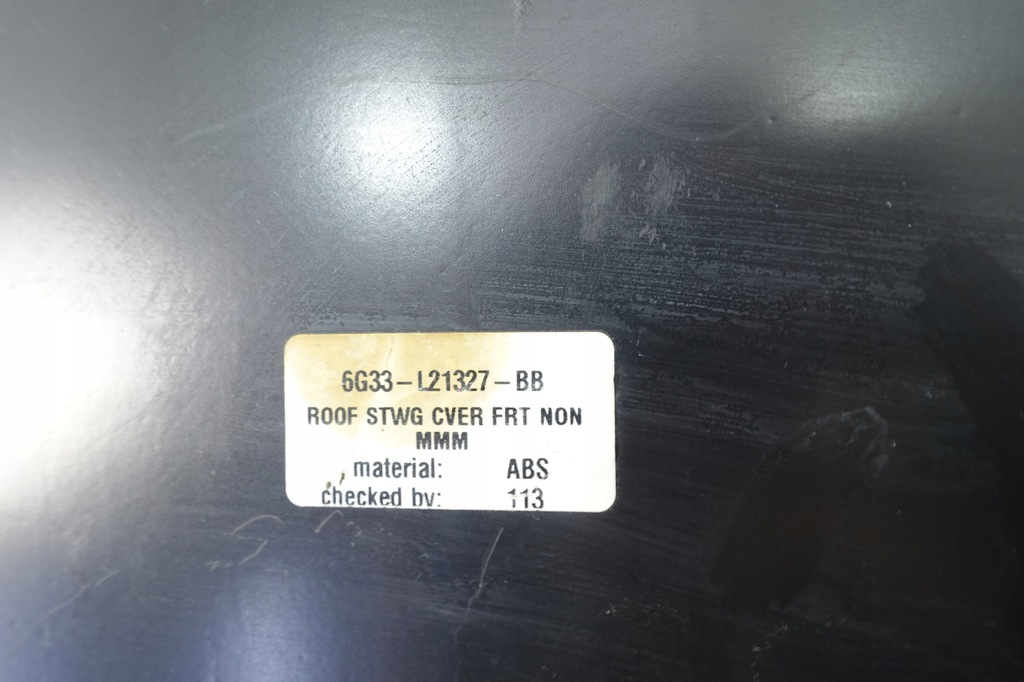 6G33-L21327-BB
ROOF STWG CVER FRT NON
MMM
material: ABS
checked by: 113